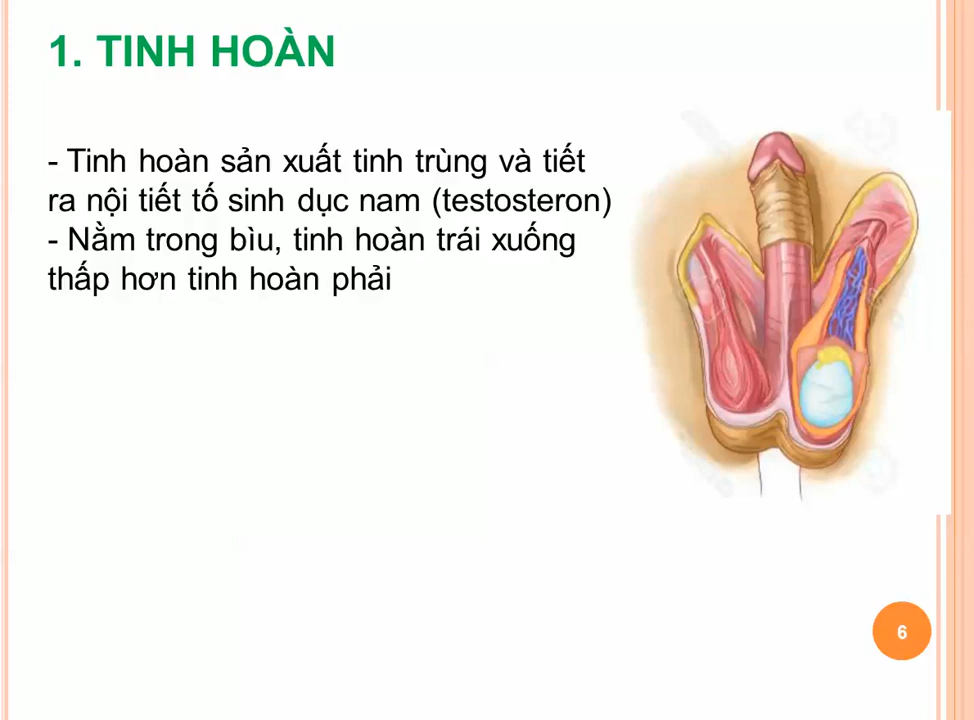 1. TINH HOÀN
- Tinh hoàn sản xuất tinh trùng và tiết
ra nội tiết tố sinh dục nam (testosteron)
- Nằm trong bìu, tinh hoàn trái xuống
thấp hơn tinh hoàn phải
6